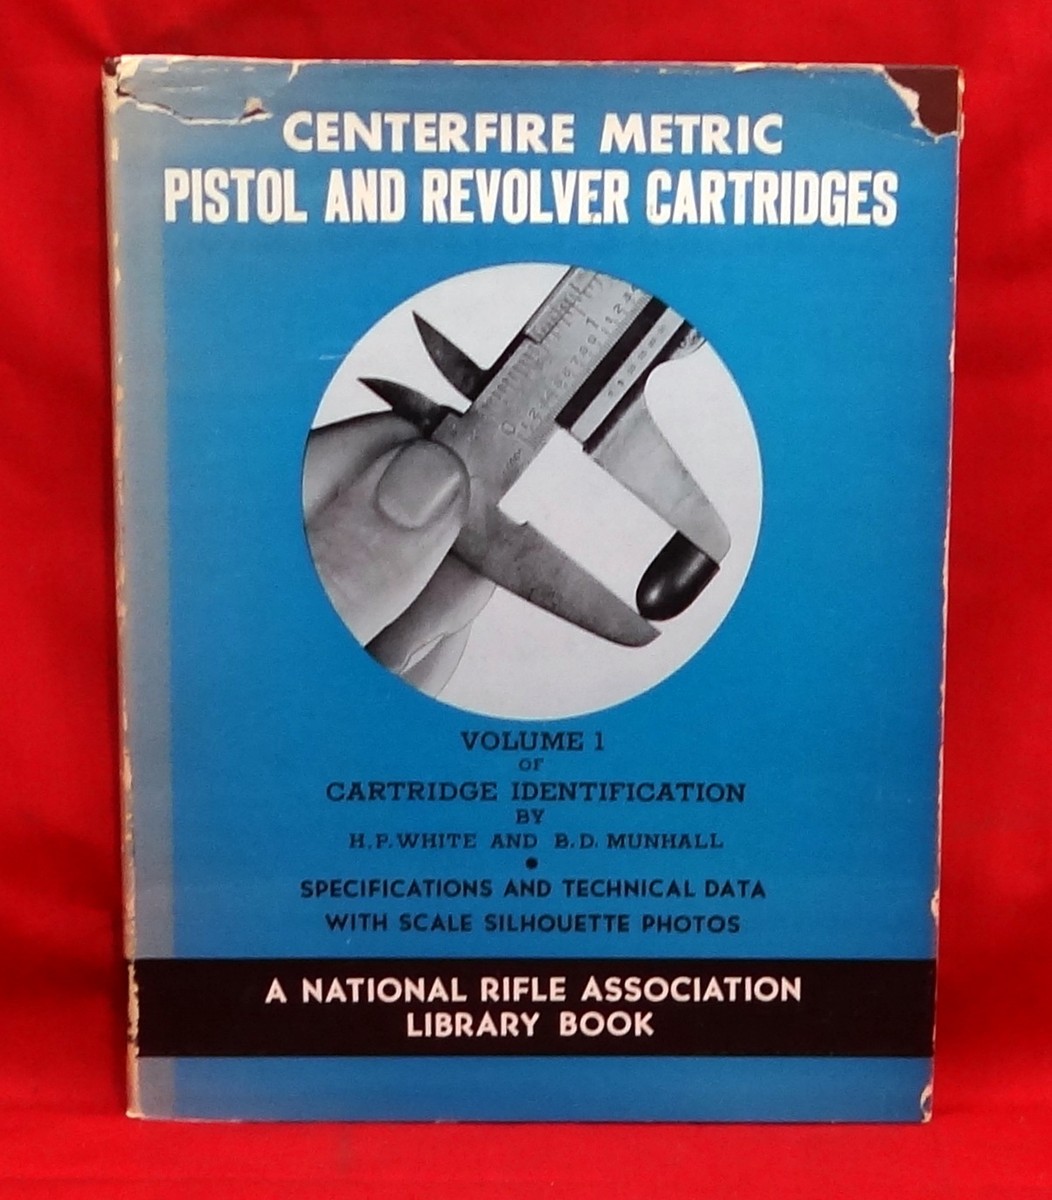 CENTERFIRE METRIC
PISTOL AND REVOLVER CARTRIDGES
VOLUME 1
OF
CARTRIDGE IDENTIFICATION
BY
H.P. WHITE AND B.D. MUNHALL
SPECIFICATIONS AND TECHNICAL DATA
WITH SCALE SILHOUETTE PHOTOS
A NATIONAL RIFLE ASSOCIATION
LIBRARY BOOK